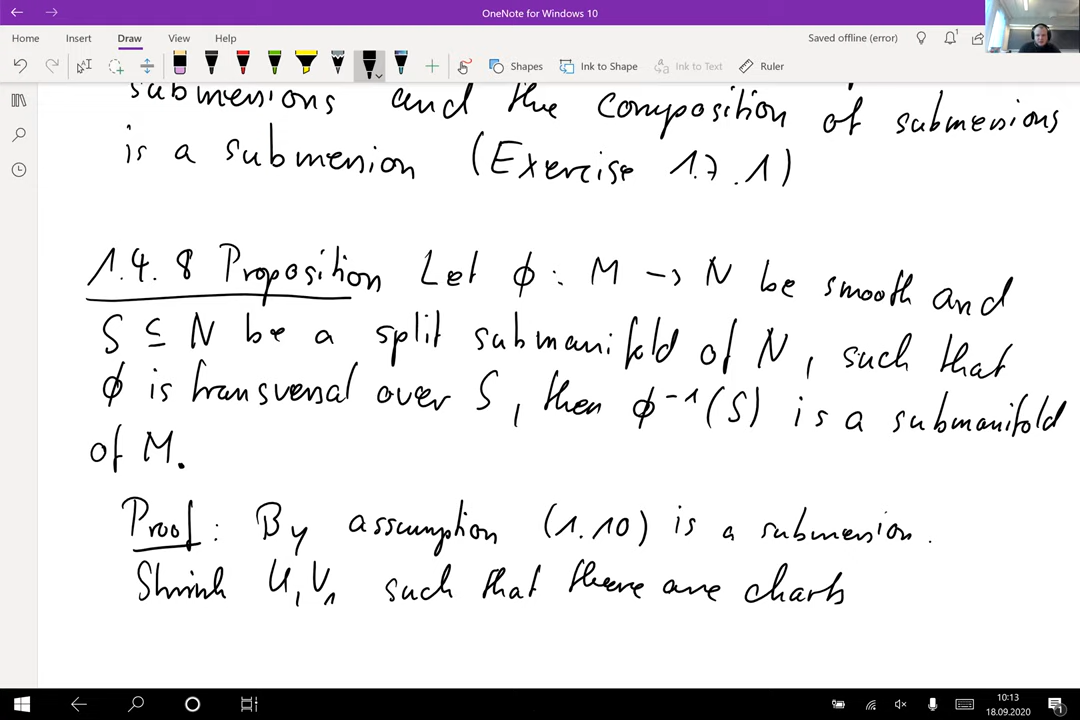 OneNote for Windows 10
Home Insert Draw View Help
Saved offline (error)
Shapes Ink to Shape Ink to Text Ruler
submersions and the composition of submersions
is a submersion (Exercise 1.7.1)
1.4.8 Proposition Let ϕ : M → N be smooth and
S ⊆ N be a split submanifold of N, such that
ϕ is transversal over S, then ϕ⁻¹(S) is a submanifold
of M.
Proof: By assumption (1.10) is a submersion.
Shrink U, V, such that there are charts
10:13
18.09.2020